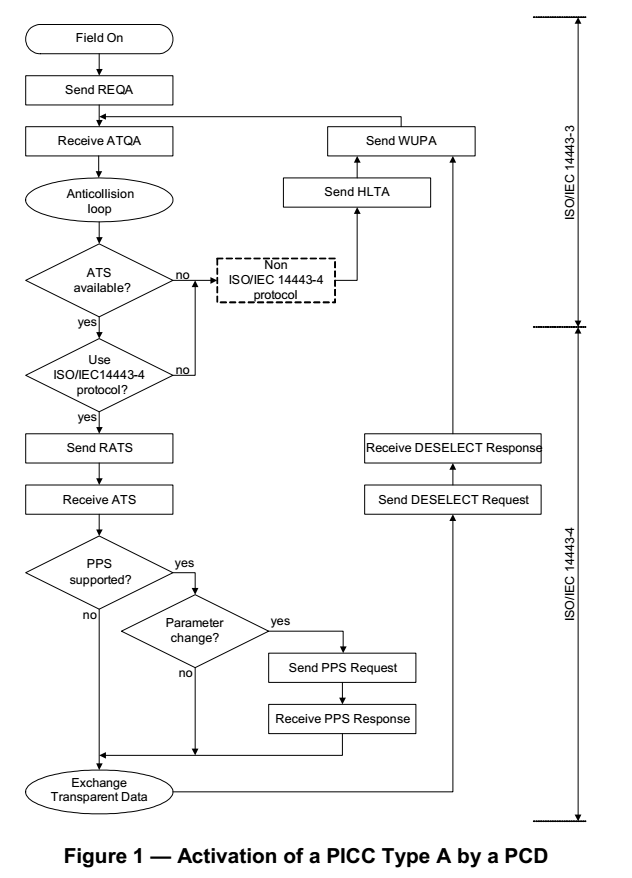 Field On
Send REQA
Receive ATQA
Send WUPA
Anticollision
loop
Send HLTA
ISO/IEC 14443-3
ATS
available?
no
Non
ISO/IEC 14443-4
protocol
yes
Use
ISO/IEC14443-4
protocol?
no
yes
Send RATS
Receive DESELECT Response
Receive ATS
Send DESELECT Request
ISO/IEC 14443-4
PPS
supported?
yes
no
Parameter
change?
yes
no
Send PPS Request
Receive PPS Response
Exchange
Transparent Data
Figure 1 — Activation of a PICC Type A by a PCD